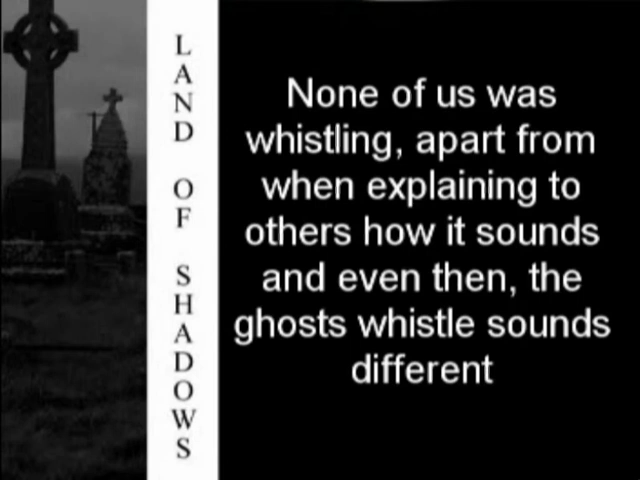 LAND OF SHADOWS
None of us was
whistling, apart from
when explaining to
others how it sounds
and even then, the
ghosts whistle sounds
different